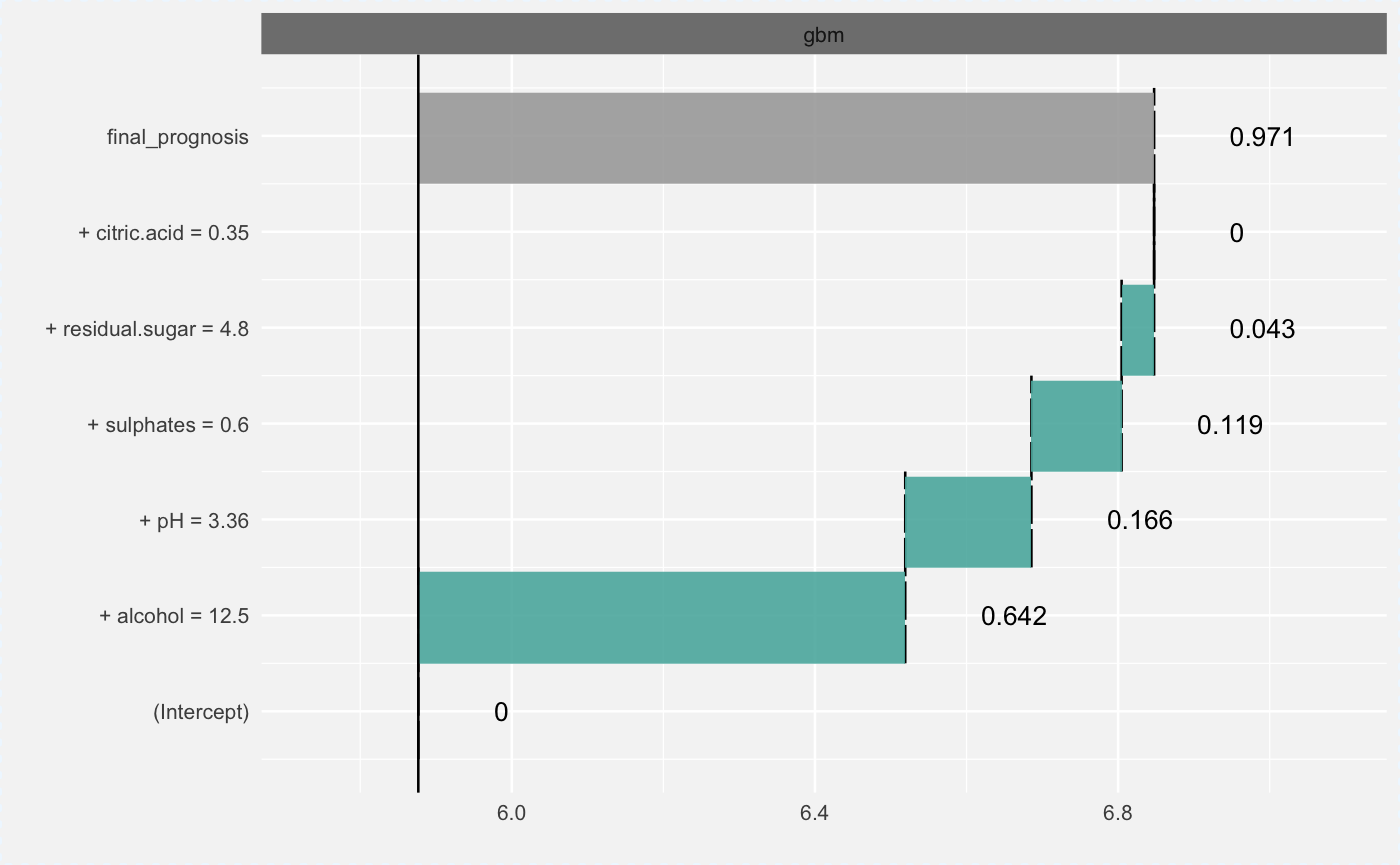 gbm
final_prognosis 0.971
+ citric.acid = 0.35 0
+ residual.sugar = 4.8 0.043
+ sulphates = 0.6 0.119
+ pH = 3.36 0.166
+ alcohol = 12.5 0.642
(Intercept) 0
6.0 6.4 6.8